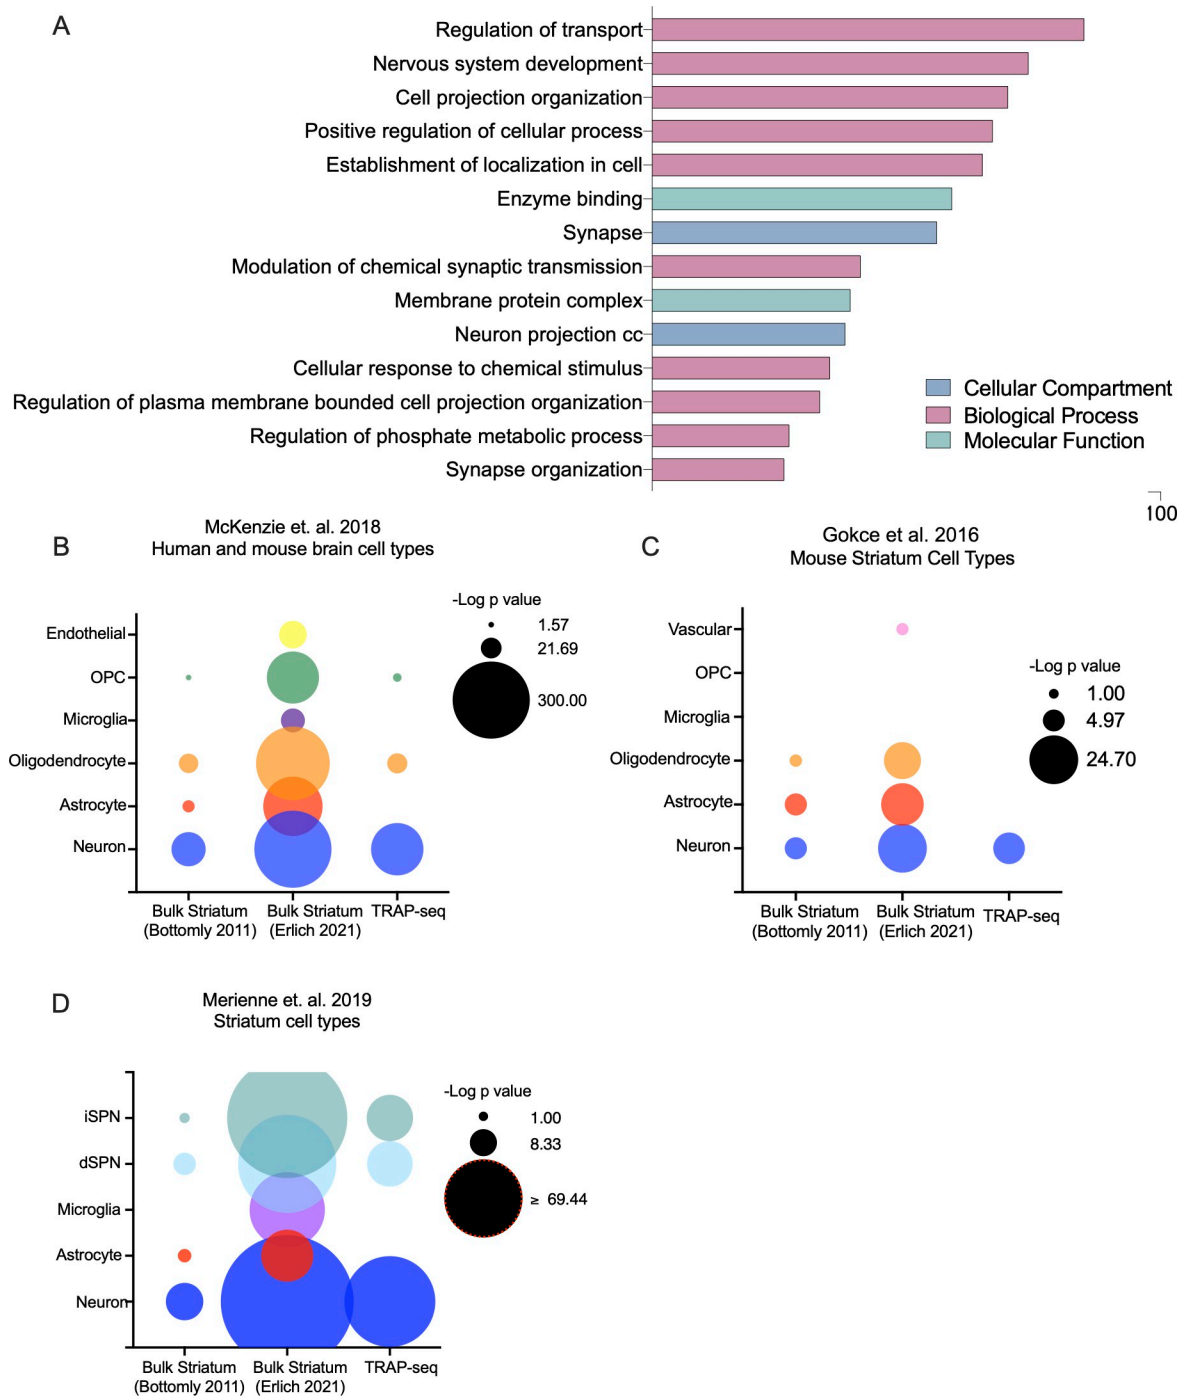 A
Regulation of transport
Nervous system development
Cell projection organization
Positive regulation of cellular process
Establishment of localization in cell
Enzyme binding
Synapse
Modulation of chemical synaptic transmission
Membrane protein complex
Neuron projection cc
Cellular response to chemical stimulus
Regulation of plasma membrane bounded cell projection organization
Regulation of phosphate metabolic process
Synapse organization
Cellular Compartment
Biological Process
Molecular Function
100
B
McKenzie et. al. 2018
Human and mouse brain cell types
Endothelial
OPC
Microglia
Oligodendrocyte
Astrocyte
Neuron
Bulk Striatum
(Bottomly 2011)
Bulk Striatum
(Erlich 2021)
TRAP-seq
-Log p value
1.57
21.69
300.00
C
Gokce et al. 2016
Mouse Striatum Cell Types
Vascular
OPC
Microglia
Oligodendrocyte
Astrocyte
Neuron
Bulk Striatum
(Bottomly 2011)
Bulk Striatum
(Erlich 2021)
TRAP-seq
-Log p value
1.00
4.97
24.70
D
Merienne et. al. 2019
Striatum cell types
iSPN
dSPN
Microglia
Astrocyte
Neuron
Bulk Striatum
(Bottomly 2011)
Bulk Striatum
(Erlich 2021)
TRAP-seq
-Log p value
1.00
8.33
≥ 69.44